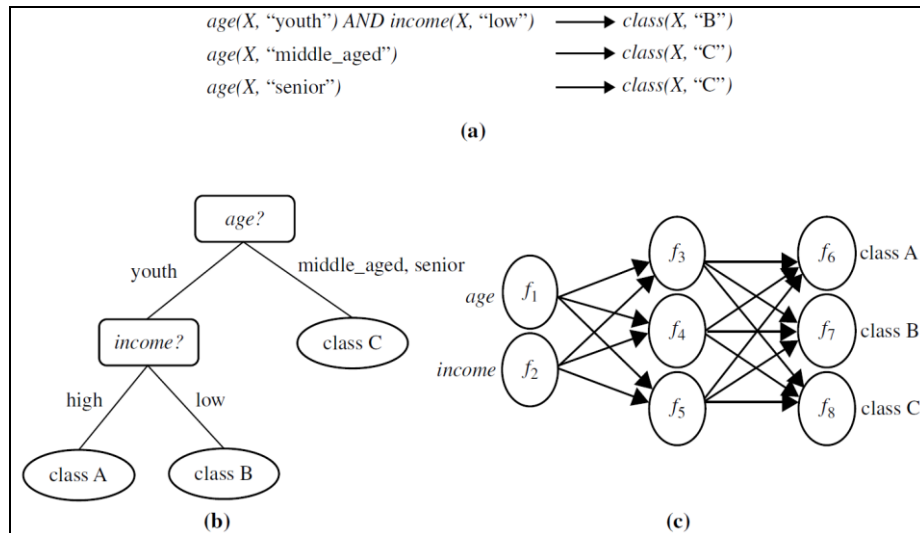 age(X, “youth”) AND income(X, “low”) class(X, “B”)
age(X, “middle_aged”) class(X, “C”)
age(X, “senior”) class(X, “C”)
(a)
age?
youth
middle_aged, senior
income?
class C
high
low
class A
class B
(b)
age
income
f1
f2
f3
f4
f5
f6
f7
f8
class A
class B
class C
(c)